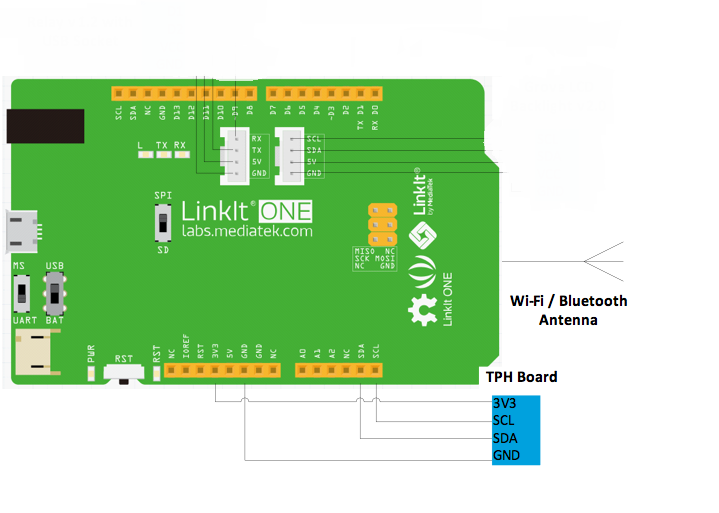 SCL SDA NC GND D13 D12 D11 D10 D9 D8 D7 D6 D5 D4 ~D3 D2 TX D1 RX D0
L TX RX
RX
TX
5V
GND
SCL
SDA
5V
GND
SPI
SD
LinkIt® ONE
labs.mediatek.com
MISO NC
SCK MOSI
NC GND
LinkIt®
by MediaTek
LinkIt ONE
MS USB
UART BAT
PWR
RST
RST
NC IOREF RST 3V3 5V GND GND NC A0 A1 A2 NC SDA SCL
Wi-Fi / Bluetooth
Antenna
TPH Board
3V3
SCL
SDA
GND